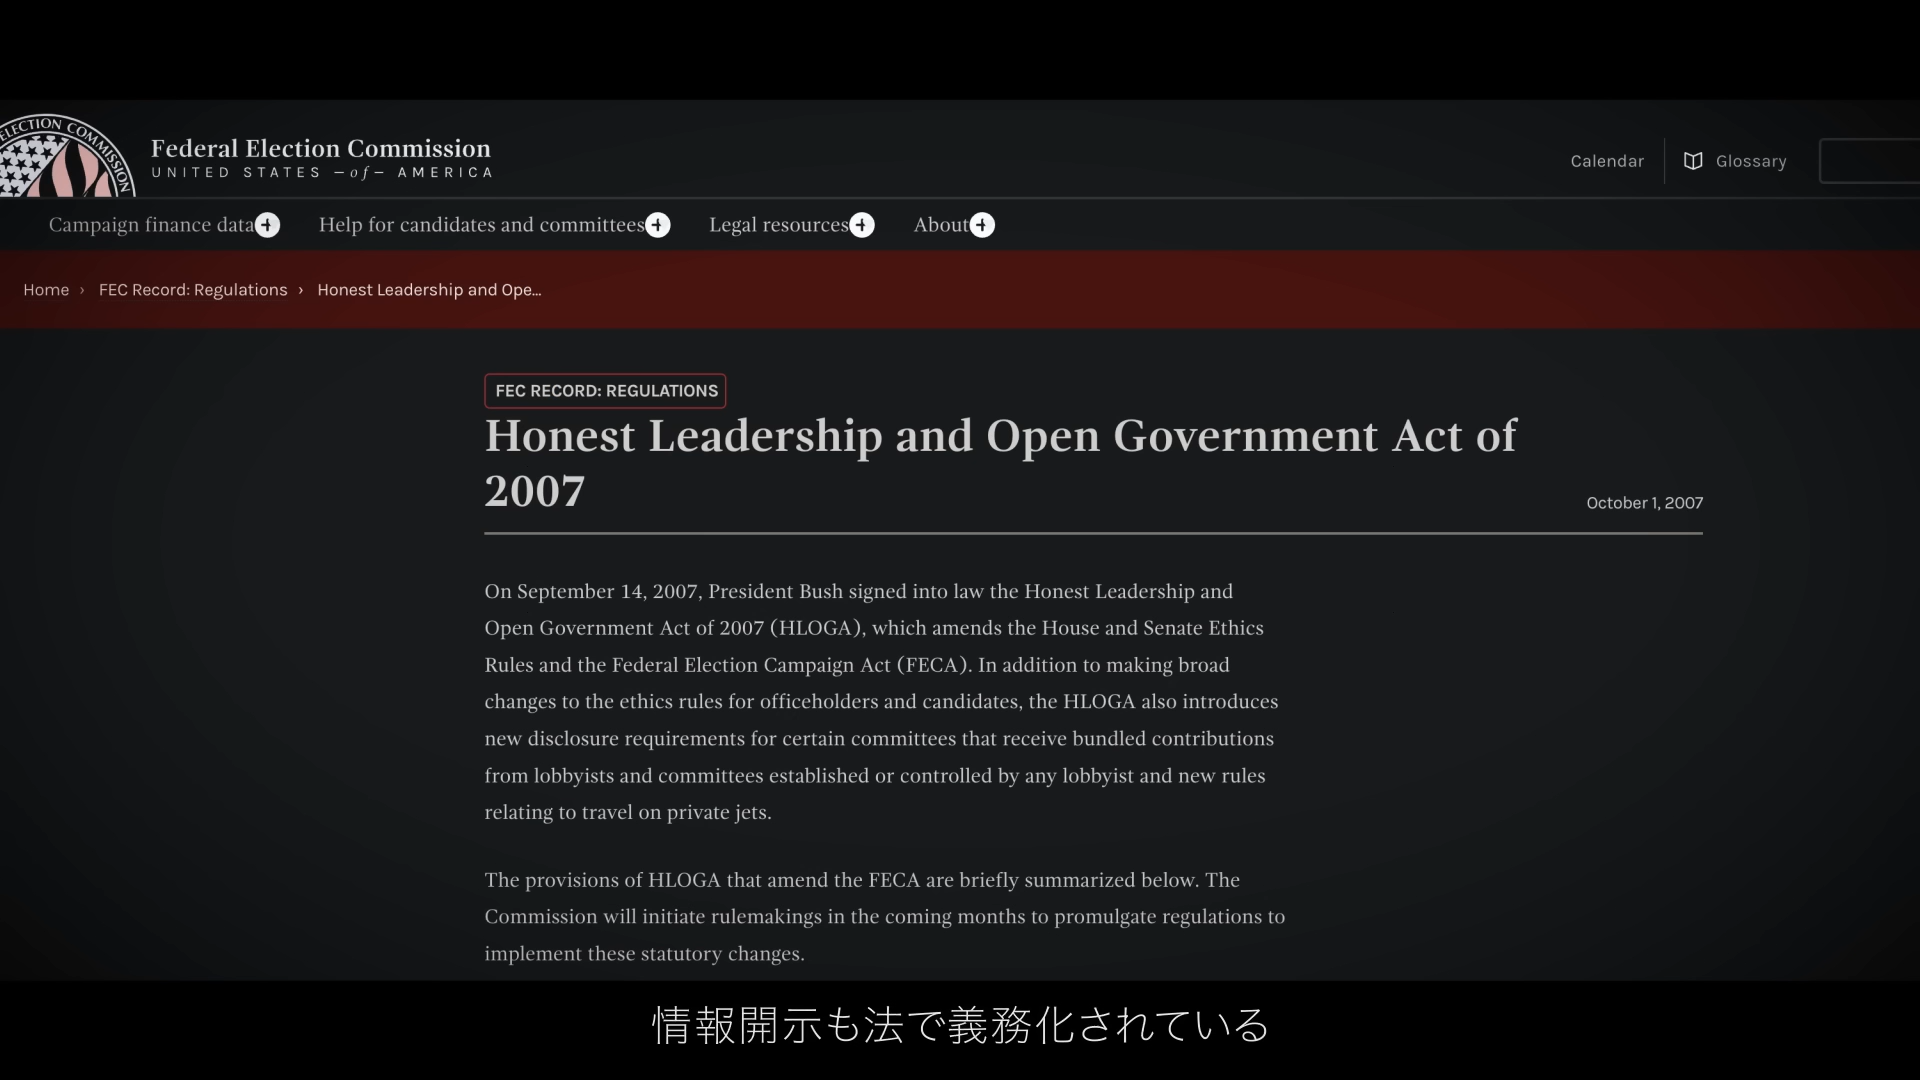 ELECTION COMMISSION
Federal Election Commission
UNITED STATES —of— AMERICA
Calendar
Glossary
Campaign finance data
Help for candidates and committees
Legal resources
About
Home › FEC Record: Regulations › Honest Leadership and Ope...
FEC RECORD: REGULATIONS
Honest Leadership and Open Government Act of
2007
October 1, 2007
On September 14, 2007, President Bush signed into law the Honest Leadership and
Open Government Act of 2007 (HLOGA), which amends the House and Senate Ethics
Rules and the Federal Election Campaign Act (FECA). In addition to making broad
changes to the ethics rules for officeholders and candidates, the HLOGA also introduces
new disclosure requirements for certain committees that receive bundled contributions
from lobbyists and committees established or controlled by any lobbyist and new rules
relating to travel on private jets.
The provisions of HLOGA that amend the FECA are briefly summarized below. The
Commission will initiate rulemakings in the coming months to promulgate regulations to
implement these statutory changes.
情報開示も法で義務化されている